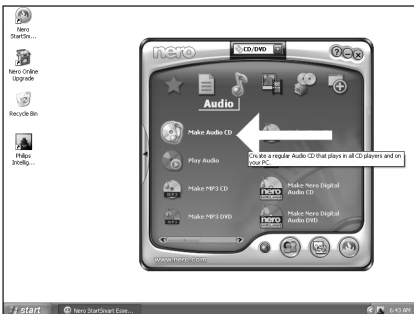 Nero
StartSm...
Nero Online
Upgrade
Recycle Bin
Philips
Intellig...
nero
CD/DVD
Audio
Make Audio CD
Create a regular Audio CD that plays in all CD players and on
your PC.
Play Audio
Make MP3 CD
Make Nero Digital
Audio CD
Make MP3 DVD
Make Nero Digital
Audio DVD
www.nero.com
start
Nero StartSmart Esse...
6:43 AM